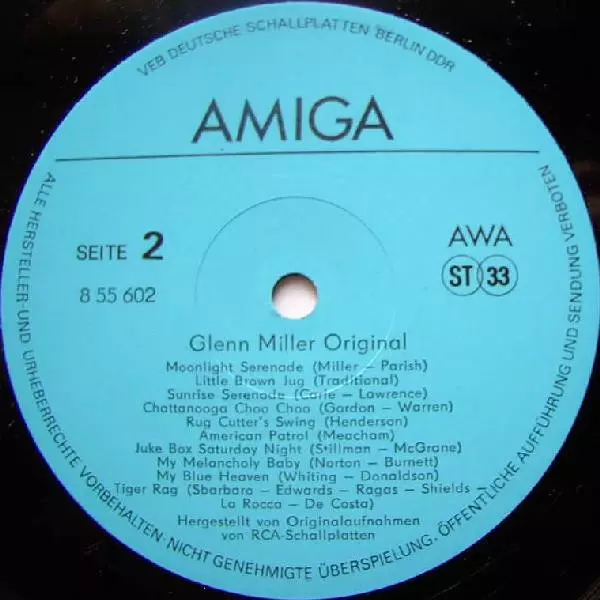 VEB DEUTSCHE SCHALLPLATTEN BERLIN DDR
AMIGA
SEITE 2
8 55 602
AWA
ST 33
Glenn Miller Original
Moonlight Serenade (Miller – Parish)
Little Brown Jug (Traditional)
Sunrise Serenade (Carle – Lawrence)
Chattanooga Choo Choo (Gordon – Warren)
Rug Cutter's Swing (Henderson)
American Patrol (Meacham)
Juke Box Saturday Night (Stillman – McGrane)
My Melancholy Baby (Norton – Burnett)
My Blue Heaven (Whiting – Donaldson)
Tiger Rag (Sbarbara – Edwards – Ragas – Shields –
La Rocca – De Costa)
Hergestellt von Originalaufnahmen
von RCA-Schallplatten
ALLE HERSTELLER- UND URHEBERRECHTE VORBEHALTEN · NICHT GENEHMIGTE ÜBERSPIELUNG, ÖFFENTLICHE AUFFÜHRUNG UND SENDUNG VERBOTEN